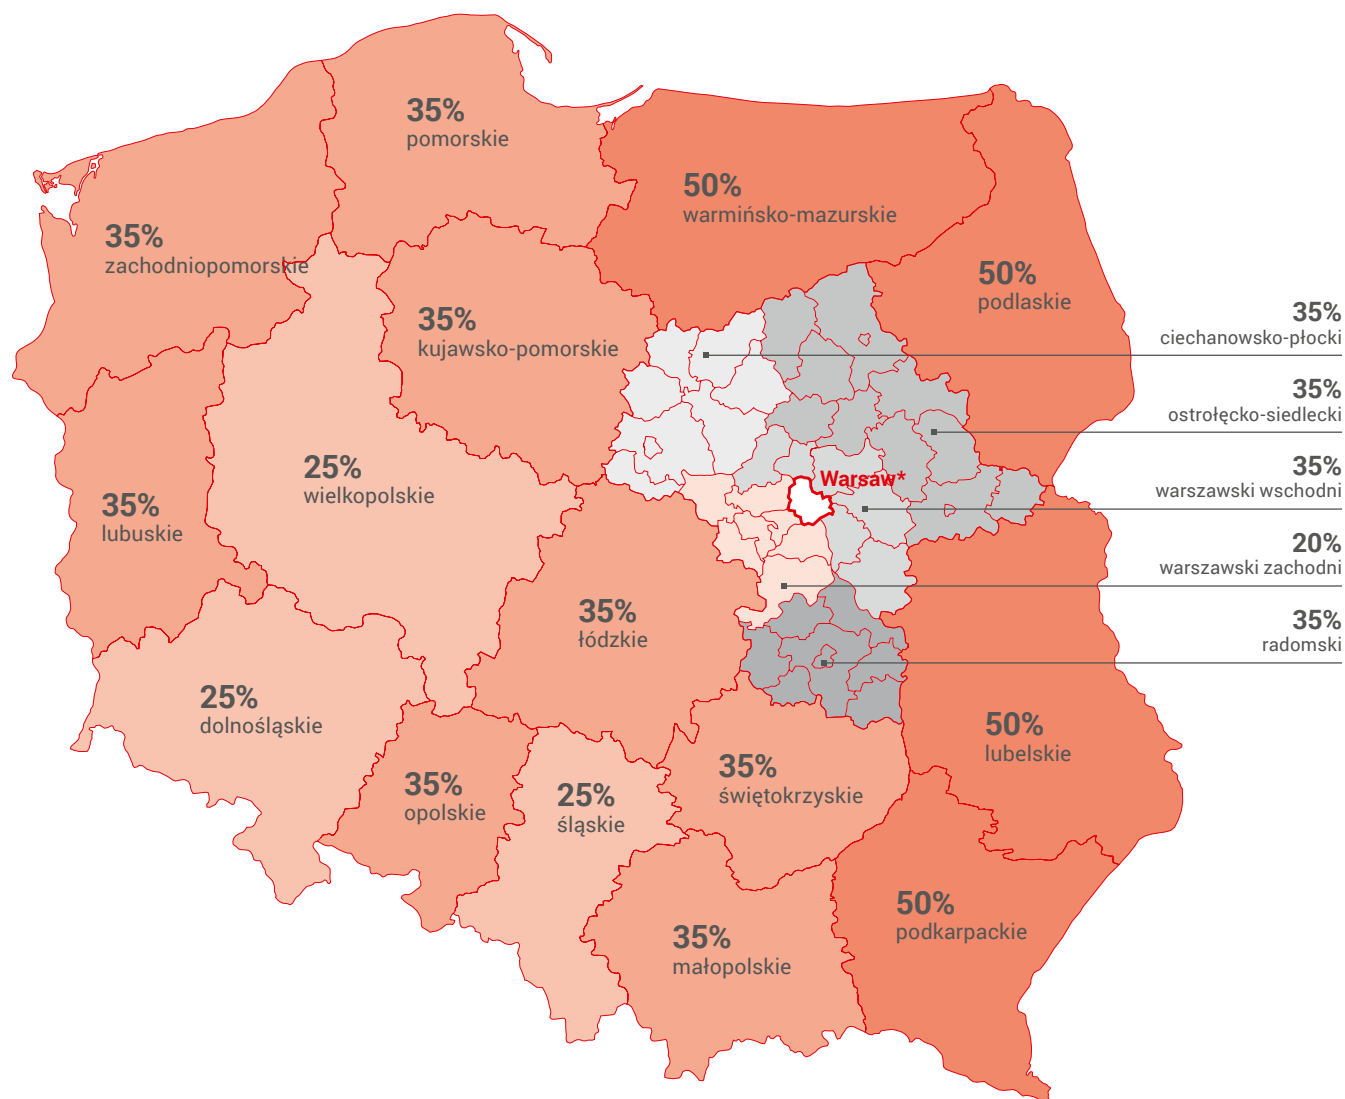 35%
pomorskie
50%
warmińsko-mazurskie
35%
zachodniopomorskie
50%
podlaskie
35%
kujawsko-pomorskie
35%
ciechanowsko-płocki
35%
ostrołęcko-siedlecki
25%
wielkopolskie
Warsaw*
35%
warszawski wschodni
35%
lubuskie
20%
warszawski zachodni
35%
łódzkie
35%
radomski
25%
dolnośląskie
50%
lubelskie
35%
opolskie
25%
śląskie
35%
świętokrzyskie
50%
podkarpackie
35%
małopolskie